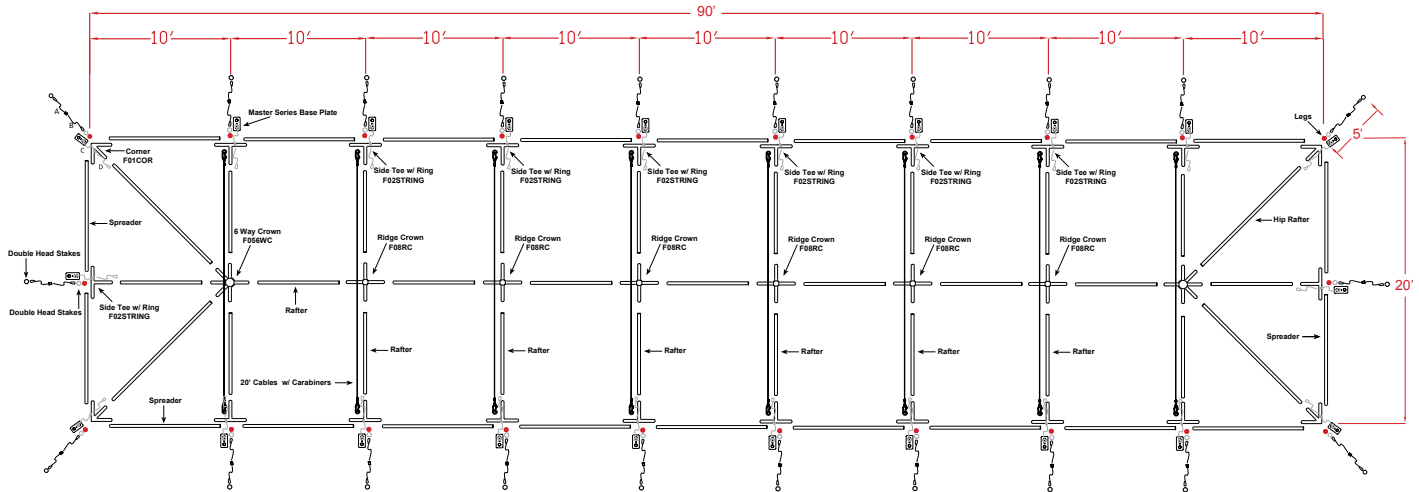 90'
10' 10' 10' 10' 10' 10' 10' 10' 10'
A
B
C
D
Master Series Base Plate
Legs
5'
Corner
F01COR
Side Tee w/ Ring
F02STRING
Side Tee w/ Ring
F02STRING
Side Tee w/ Ring
F02STRING
Side Tee w/ Ring
F02STRING
Side Tee w/ Ring
F02STRING
Side Tee w/ Ring
F02STRING
Spreader
6 Way Crown
F056WC
Ridge Crown
F08RC
Ridge Crown
F08RC
Ridge Crown
F08RC
Ridge Crown
F08RC
Ridge Crown
F08RC
Ridge Crown
F08RC
Hip Rafter
Double Head Stakes
20'
Side Tee w/ Ring
F02STRING
Double Head Stakes
Rafter
Rafter
Rafter
Rafter
Rafter
Rafter
Rafter
Spreader
20' Cables w/ Carabiners
Spreader